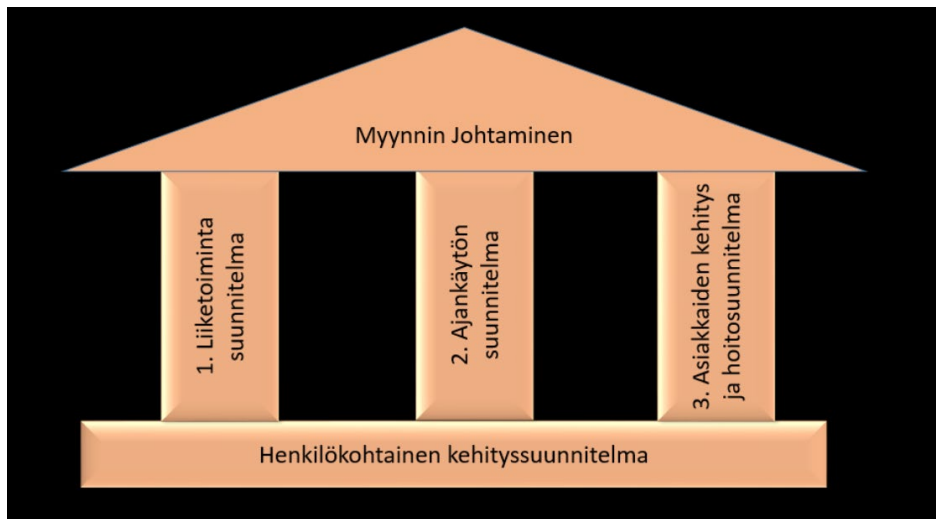 Myynnin Johtaminen
1. Liiketoiminta
suunnitelma
2. Ajankäytön
suunnitelma
3. Asiakkaiden kehitys
ja hoitosuunnitelma
Henkilökohtainen kehityssuunnitelma